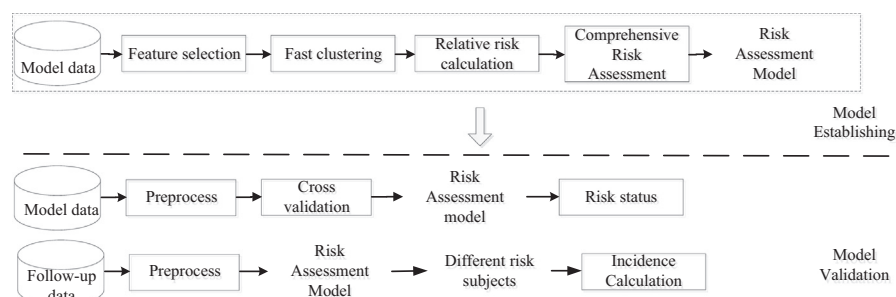 Model data
Feature selection
Fast clustering
Relative risk
calculation
Comprehensive
Risk
Assessment
Risk
Assessment
Model
Model
Establishing
Model data
Preprocess
Cross
validation
Risk
Assessment
model
Risk status
Follow-up
data
Preprocess
Risk
Assessment
Model
Different risk
subjects
Incidence
Calculation
Model
Validation